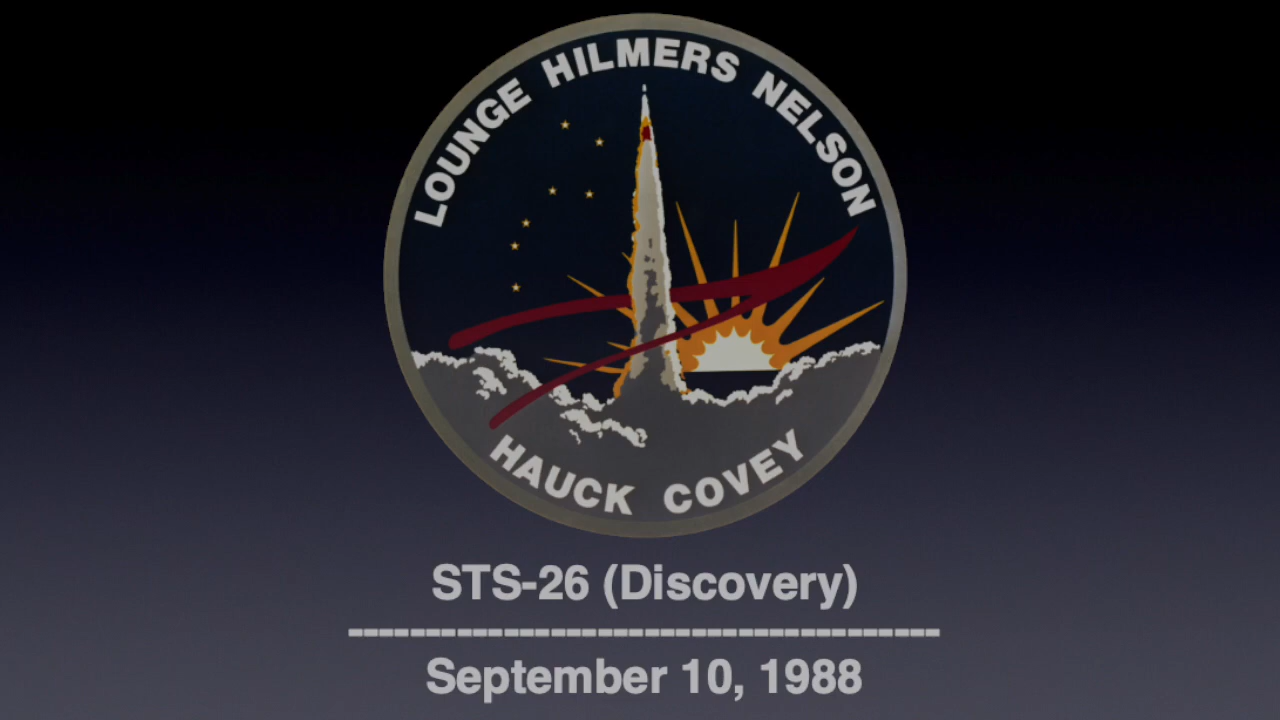 LOUNGE HILMERS NELSON
HAUCK COVEY
STS-26 (Discovery)
---------------------------------------
September 10, 1988